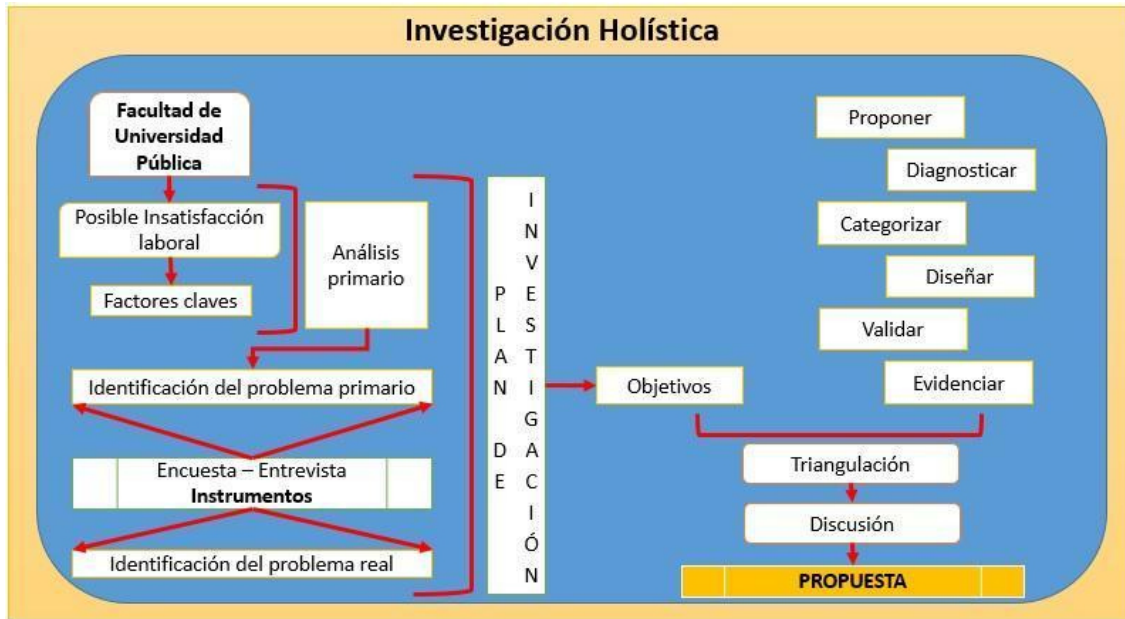 Investigación Holística
Facultad de
Universidad
Pública
Posible Insatisfacción
laboral
Factores claves
Análisis
primario
Identificación del problema primario
Encuesta – Entrevista
Instrumentos
Identificación del problema real
PLAN DE
INVESTIGACIÓN
Objetivos
Proponer
Diagnosticar
Categorizar
Diseñar
Validar
Evidenciar
Triangulación
Discusión
PROPUESTA